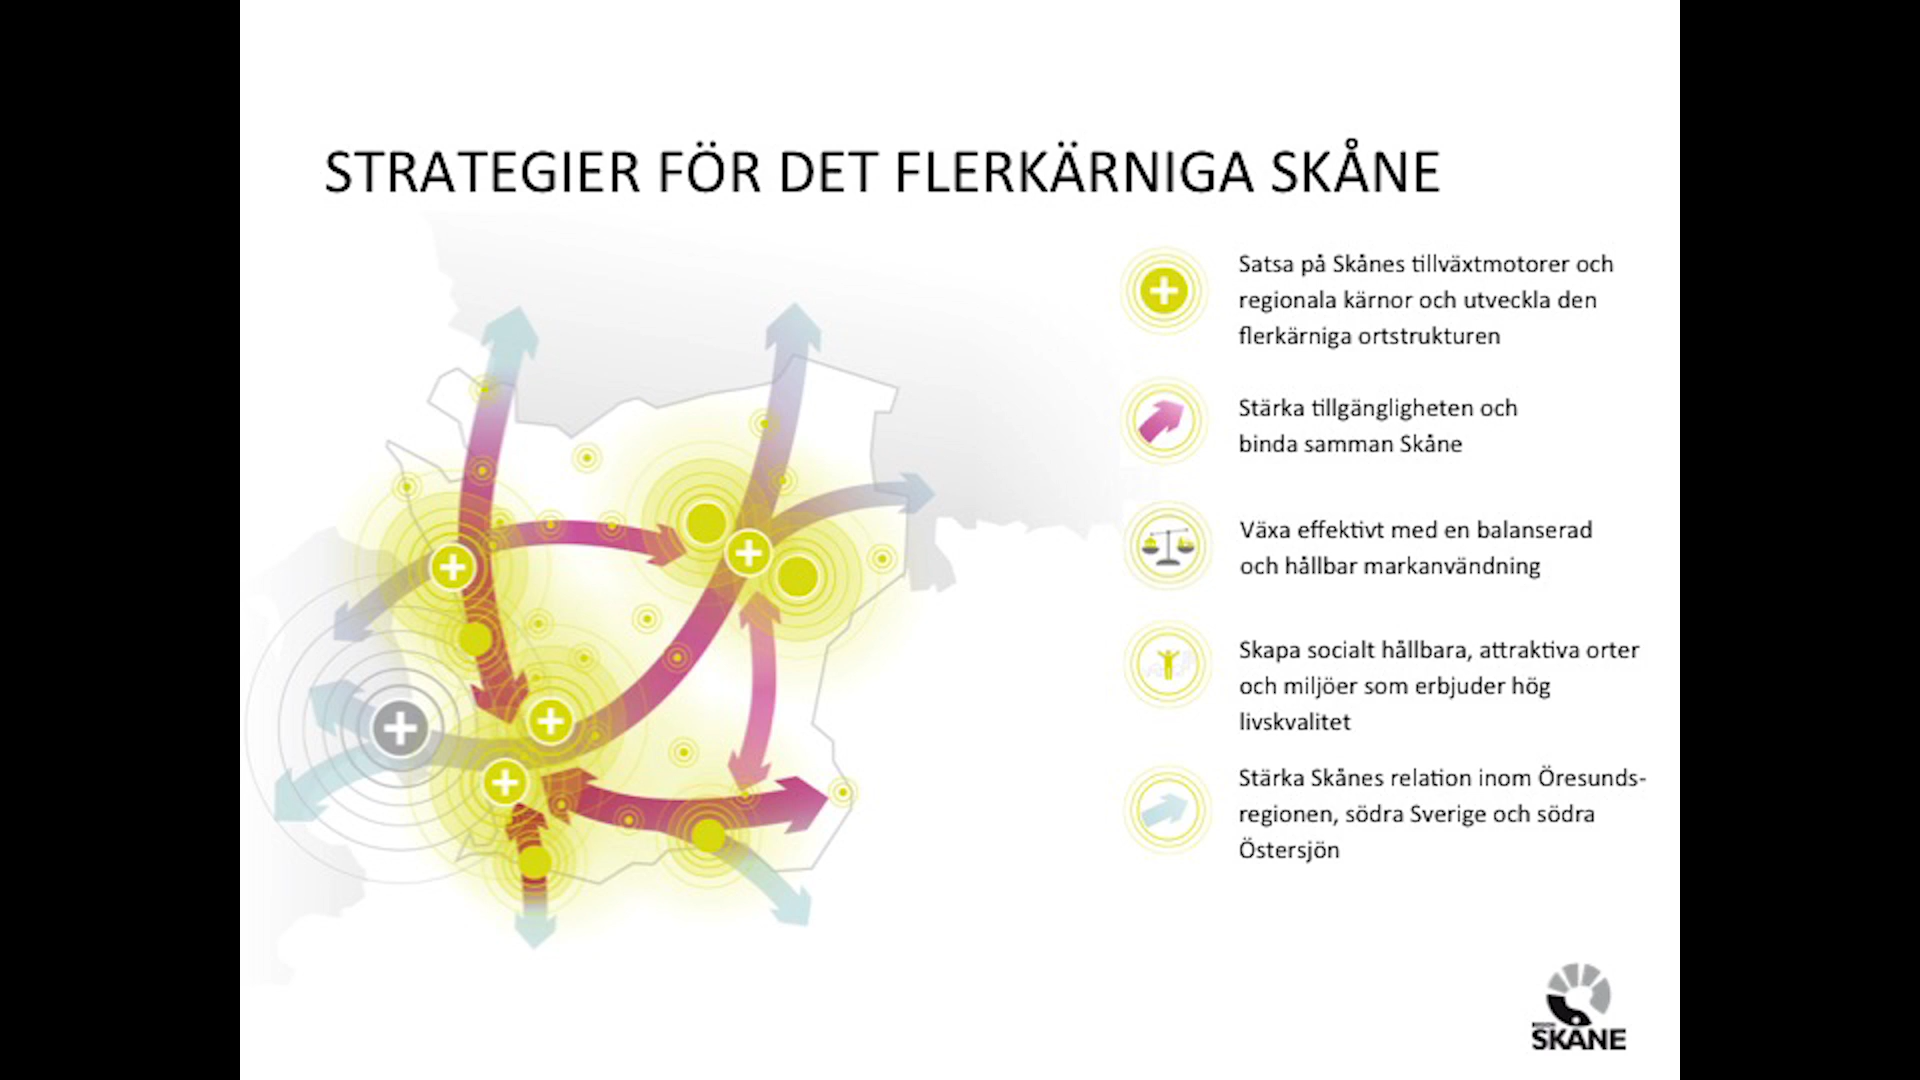 STRATEGIER FÖR DET FLERKÄRNIGA SKÅNE
Satsa på Skånes tillväxtmotorer och
regionala kärnor och utveckla den
flerkärniga ortstrukturen
Stärka tillgängligheten och
binda samman Skåne
Växa effektivt med en balanserad
och hållbar markanvändning
Skapa socialt hållbara, attraktiva orter
och miljöer som erbjuder hög
livskvalitet
Stärka Skånes relation inom Öresunds-
regionen, södra Sverige och södra
Östersjön
SKÅNE